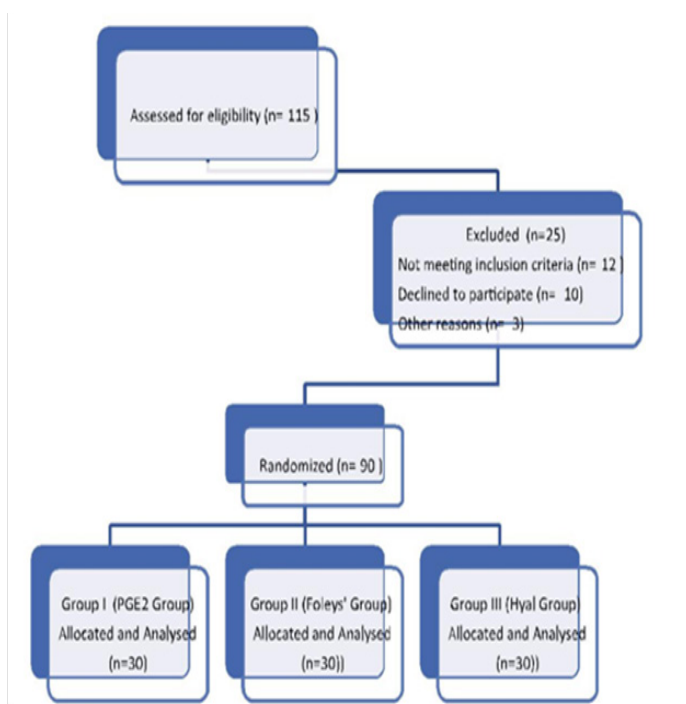 Assessed for eligibility (n= 115 )
Excluded (n=25)
Not meeting inclusion criteria (n= 12 )
Declined to participate (n= 10)
Other reasons (n= 3)
Randomized (n= 90 )
Group I (PGE2 Group)
Allocated and Analysed
(n=30)
Group II (Foleys' Group)
Allocated and Analysed
(n=30))
Group III (Hyal Group)
Allocated and Analysed
(n=30))